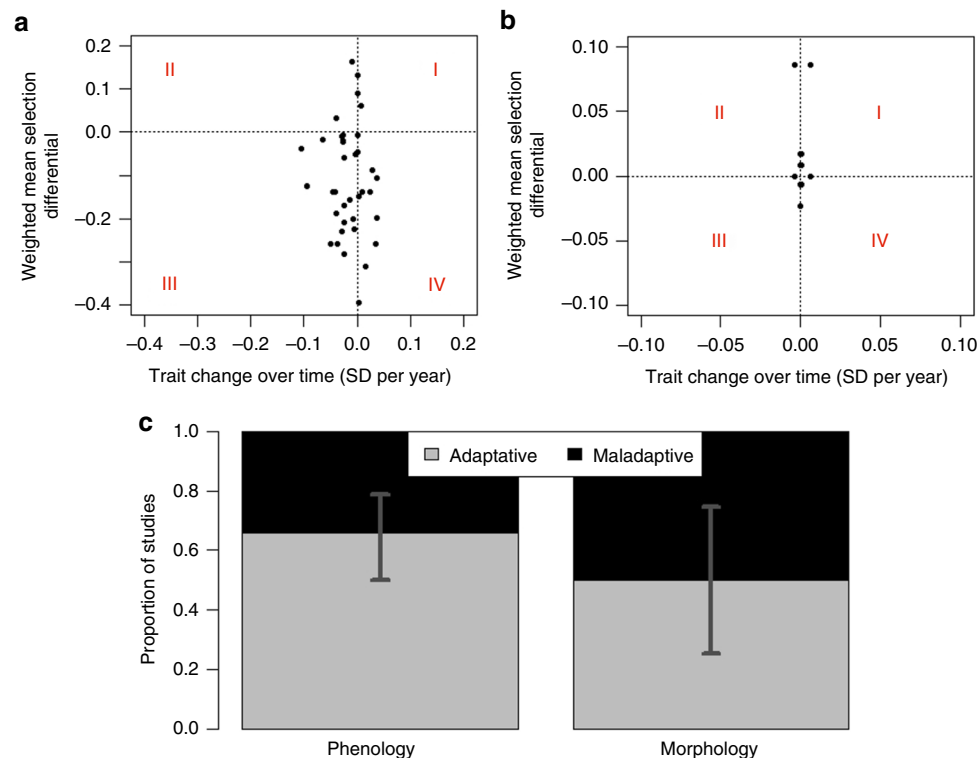 a
0.2
0.1
0.0
–0.2
–0.4
Weighted mean selection
differential
II
I
III
IV
–0.4
–0.3
–0.2
–0.1
0.0
0.1
0.2
Trait change over time (SD per year)
b
0.10
0.05
0.00
–0.05
–0.10
Weighted mean selection
differential
II
I
III
IV
–0.10
–0.05
0.00
0.05
0.10
Trait change over time (SD per year)
c
1.0
0.8
0.6
0.4
0.2
0.0
Proportion of studies
Adaptative
Maladaptive
Phenology
Morphology